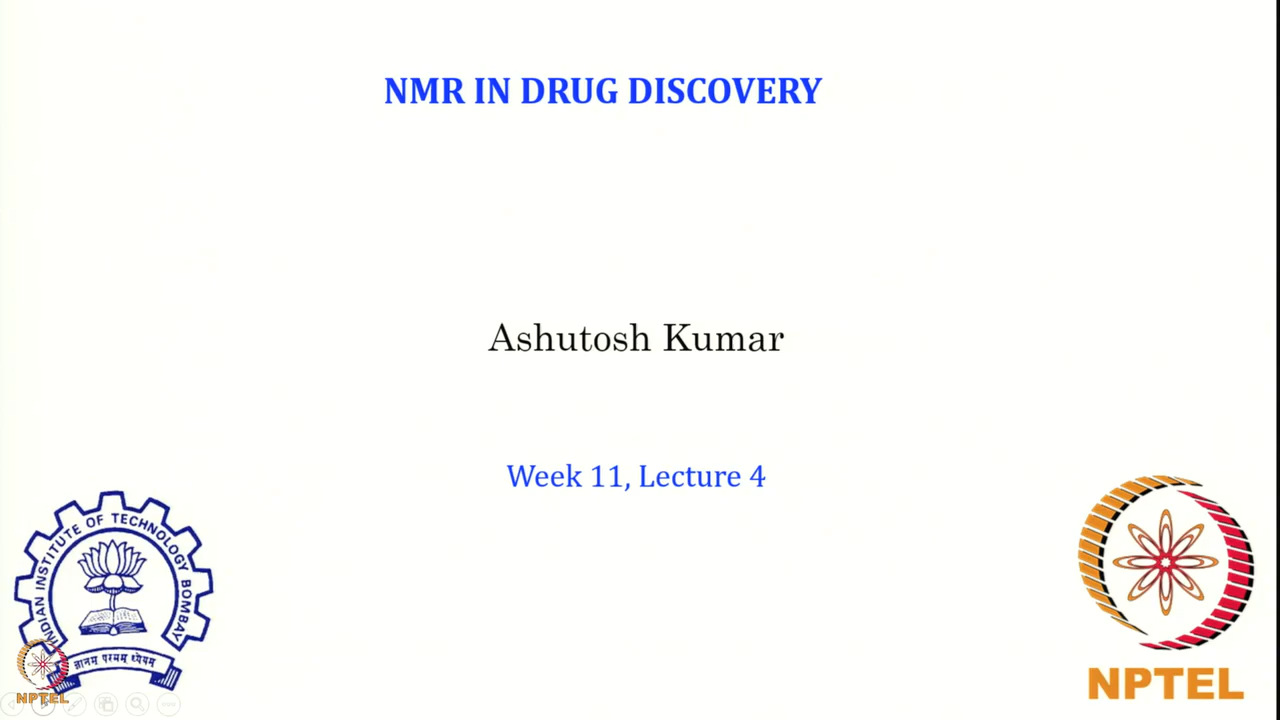 NMR IN DRUG DISCOVERY
Ashutosh Kumar
Week 11, Lecture 4
INDIAN INSTITUTE OF TECHNOLOGY BOMBAY
ज्ञानम् परमम् ध्येयम्
NPTEL
NPTEL